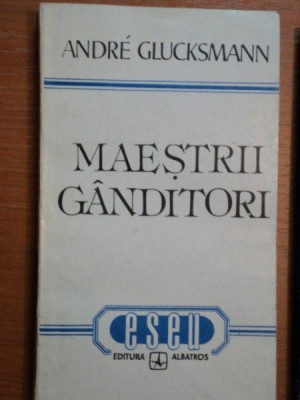 ANDRÉ GLUCKSMANN
MAEȘTRII
GÂNDITORI
eseu
EDITURA ALBATROS